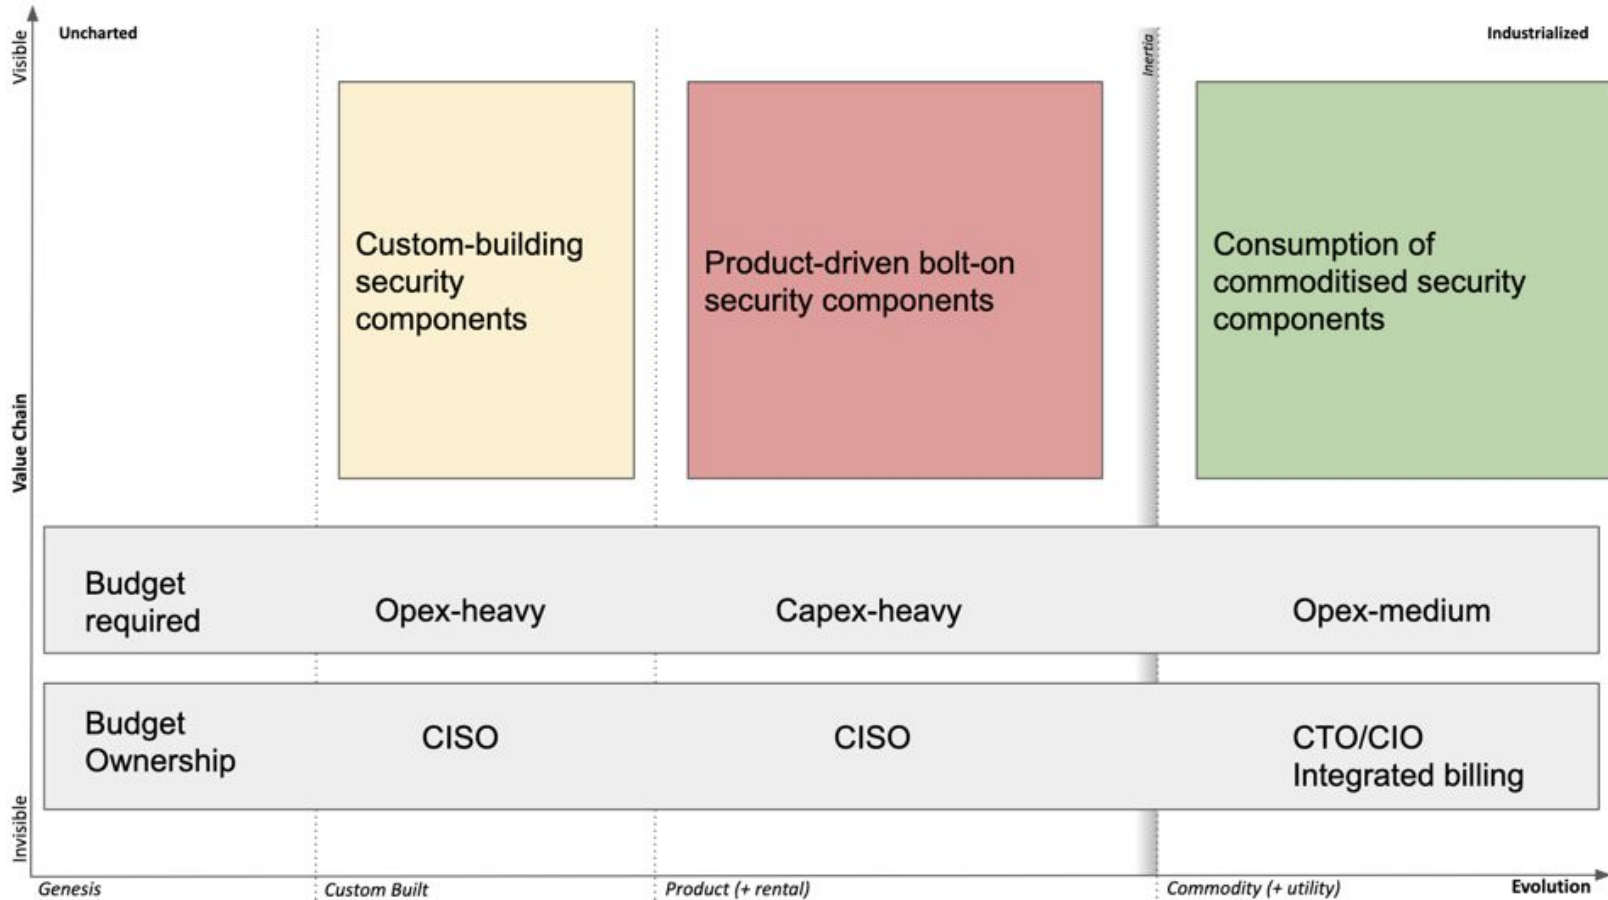 Visible
Uncharted
Inertia
Industrialized
Custom-building
security
components
Product-driven bolt-on
security components
Consumption of
commoditised security
components
Value Chain
Budget
required
Opex-heavy
Capex-heavy
Opex-medium
Budget
Ownership
CISO
CISO
CTO/CIO
Integrated billing
Invisible
Genesis
Custom Built
Product (+ rental)
Commodity (+ utility)
Evolution